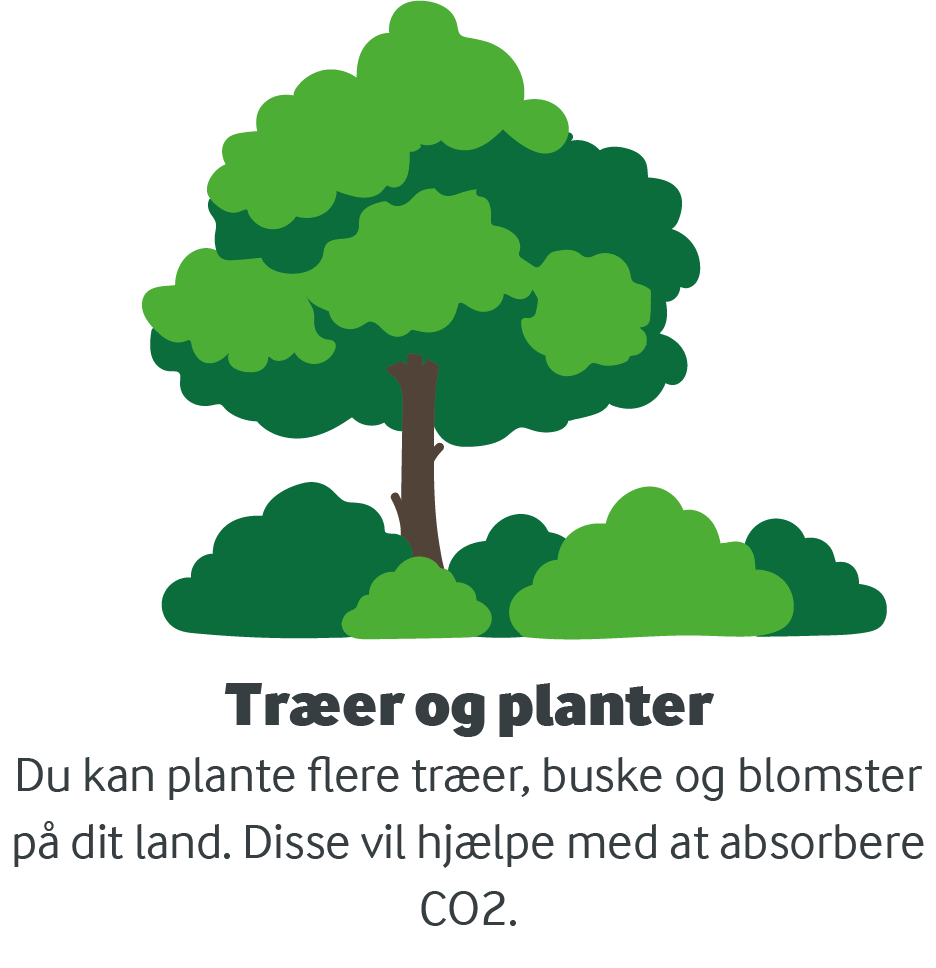 Træer og planter
Du kan plante flere træer, buske og blomster
på dit land. Disse vil hjælpe med at absorbere
CO2.